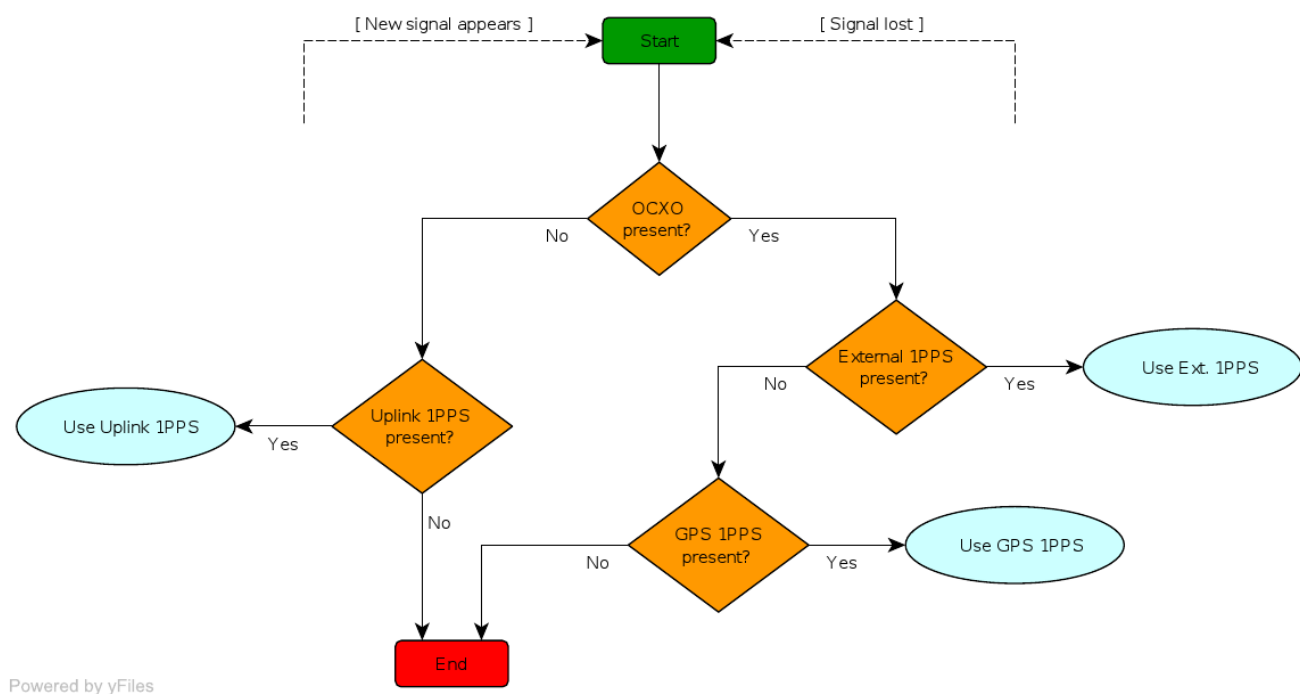 [ New signal appears ]
[ Signal lost ]
Start
OCXO
present?
No
Yes
External 1PPS
present?
No
Yes
Use Ext. 1PPS
Uplink 1PPS
present?
Use Uplink 1PPS
Yes
No
GPS 1PPS
present?
No
Yes
Use GPS 1PPS
End
Powered by yFiles